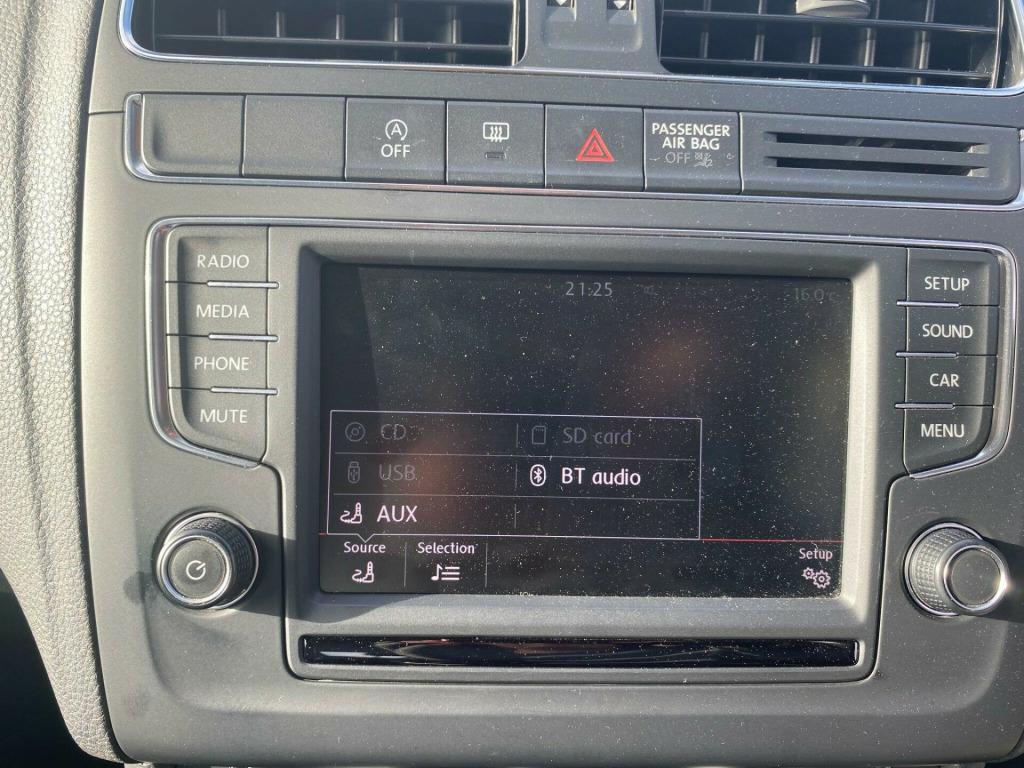 A
OFF
PASSENGER
AIR BAG
OFF
RADIO
MEDIA
PHONE
MUTE
SETUP
SOUND
CAR
MENU
21:25
16.0°C
CD
SD card
USB
BT audio
AUX
Source
Selection
Setup